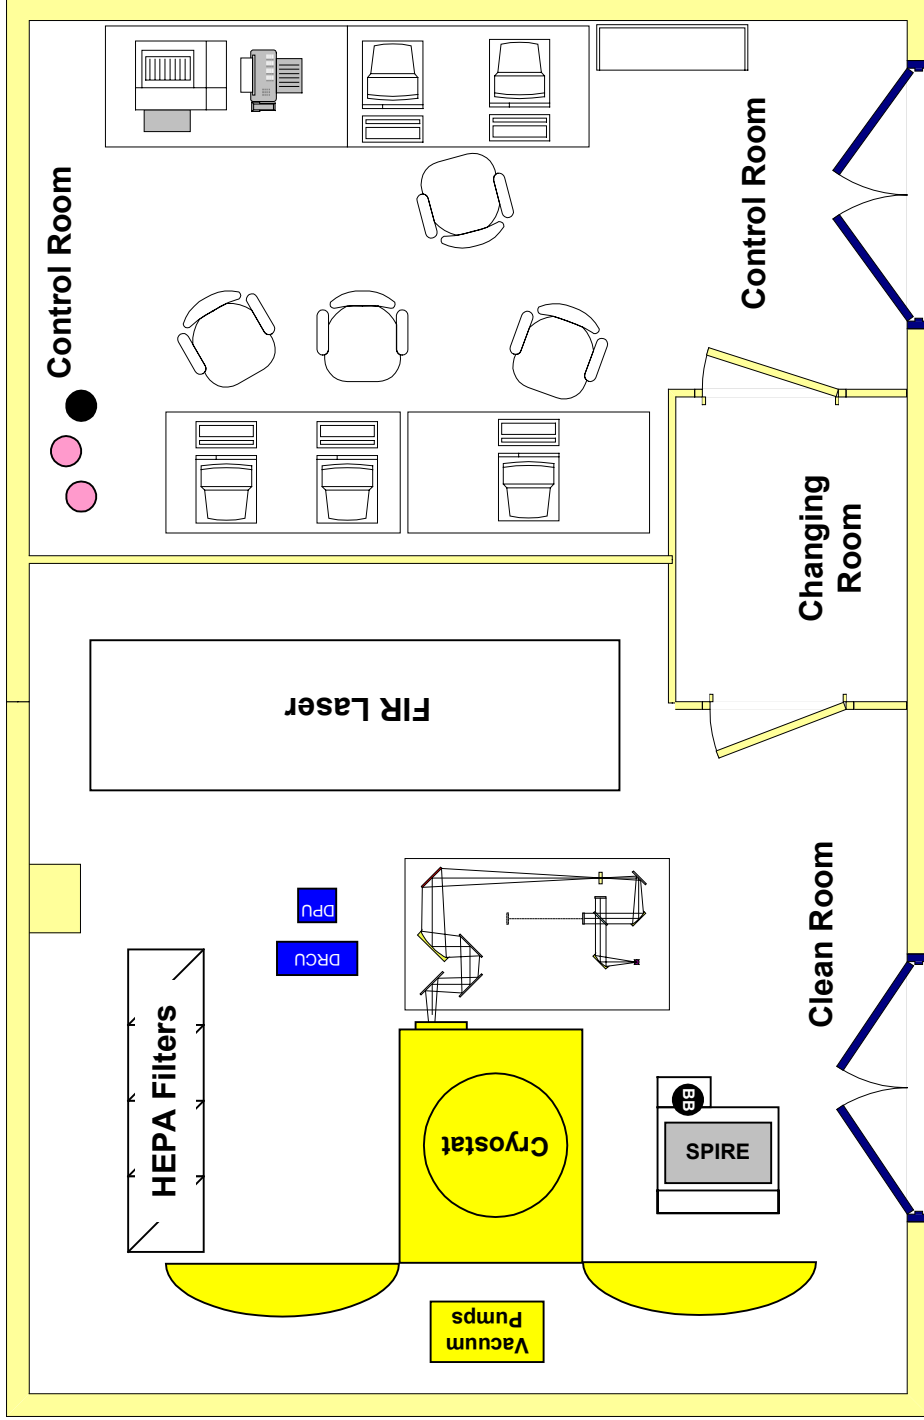 Control Room
Control Room
Changing
Room
FIR Laser
DPU
DRCU
Clean Room
HEPA Filters
Cryostat
BB
SPIRE
Vacuum
Pumps